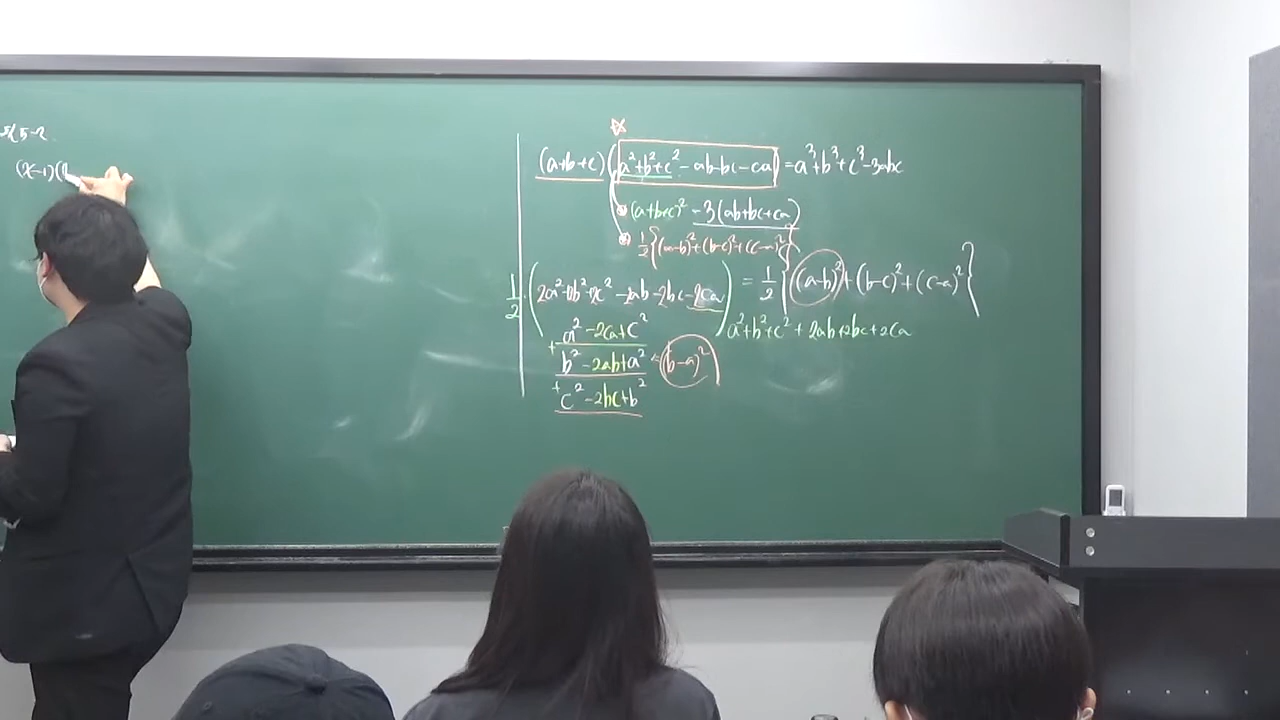 5-2
(x-1)(
(a+b+c)(a²+b²+c²-ab-bc-ca)=a³+b³+c³-3abc
(a+b+c)²-3(ab+bc+ca)
½{(a-b)²+(b-c)²+(c-a)²}
½(2a²+2b²+2c²-2ab-2bc-2ca)=½{(a-b)²+(b-c)²+(c-a)²}
a²-2ca+c²
a²+b²+c²+2ab+2bc+2ca
+b²-2ab+a²=(b-a)²
+c²-2bc+b²